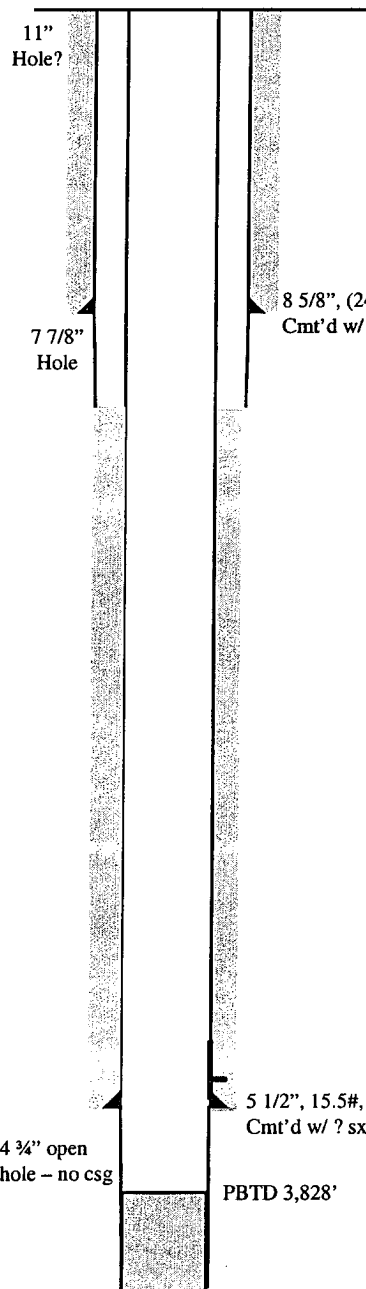 11”
Hole?
8 5/8”, (24
Cmt’d w/
7 7/8”
Hole
5 1/2”, 15.5#,
Cmt’d w/ ? sx
4 ¾” open
hole – no csg
PBTD 3,828’